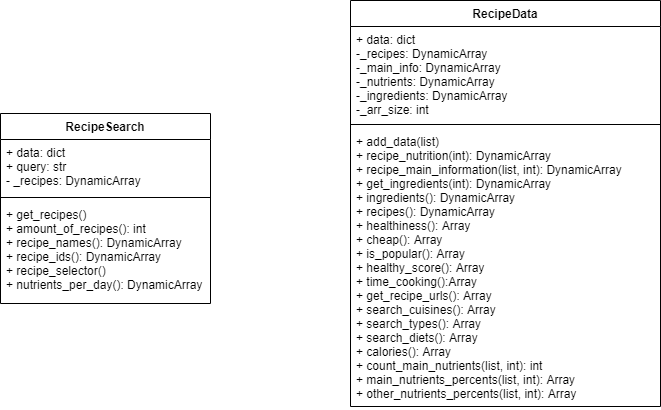 RecipeSearch
+ data: dict
+ query: str
- _recipes: DynamicArray
+ get_recipes()
+ amount_of_recipes(): int
+ recipe_names(): DynamicArray
+ recipe_ids(): DynamicArray
+ recipe_selector()
+ nutrients_per_day(): DynamicArray
RecipeData
+ data: dict
-_recipes: DynamicArray
-_main_info: DynamicArray
-_nutrients: DynamicArray
-_ingredients: DynamicArray
-_arr_size: int
+ add_data(list)
+ recipe_nutrition(int): DynamicArray
+ recipe_main_information(list, int): DynamicArray
+ get_ingredients(int): DynamicArray
+ ingredients(): DynamicArray
+ recipes(): DynamicArray
+ healthiness(): Array
+ cheap(): Array
+ is_popular(): Array
+ healthy_score(): Array
+ time_cooking():Array
+ get_recipe_urls(): Array
+ search_cuisines(): Array
+ search_types(): Array
+ search_diets(): Array
+ calories(): Array
+ count_main_nutrients(list, int): int
+ main_nutrients_percents(list, int): Array
+ other_nutrients_percents(list, int): Array